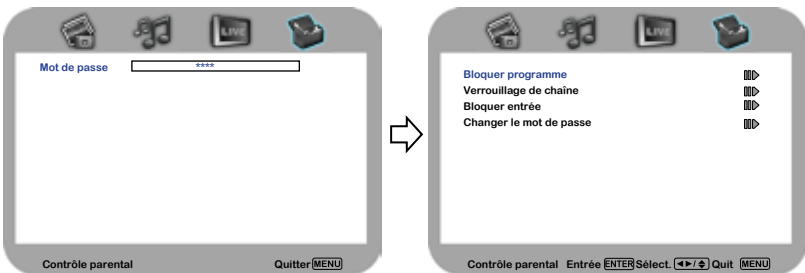 LIVE
Mot de passe ****
Contrôle parental Quitter MENU
LIVE
Bloquer programme
Verrouillage de chaîne
Bloquer entrée
Changer le mot de passe
Contrôle parental Entrée ENTER Sélect. ◄►/▲▼ Quit MENU